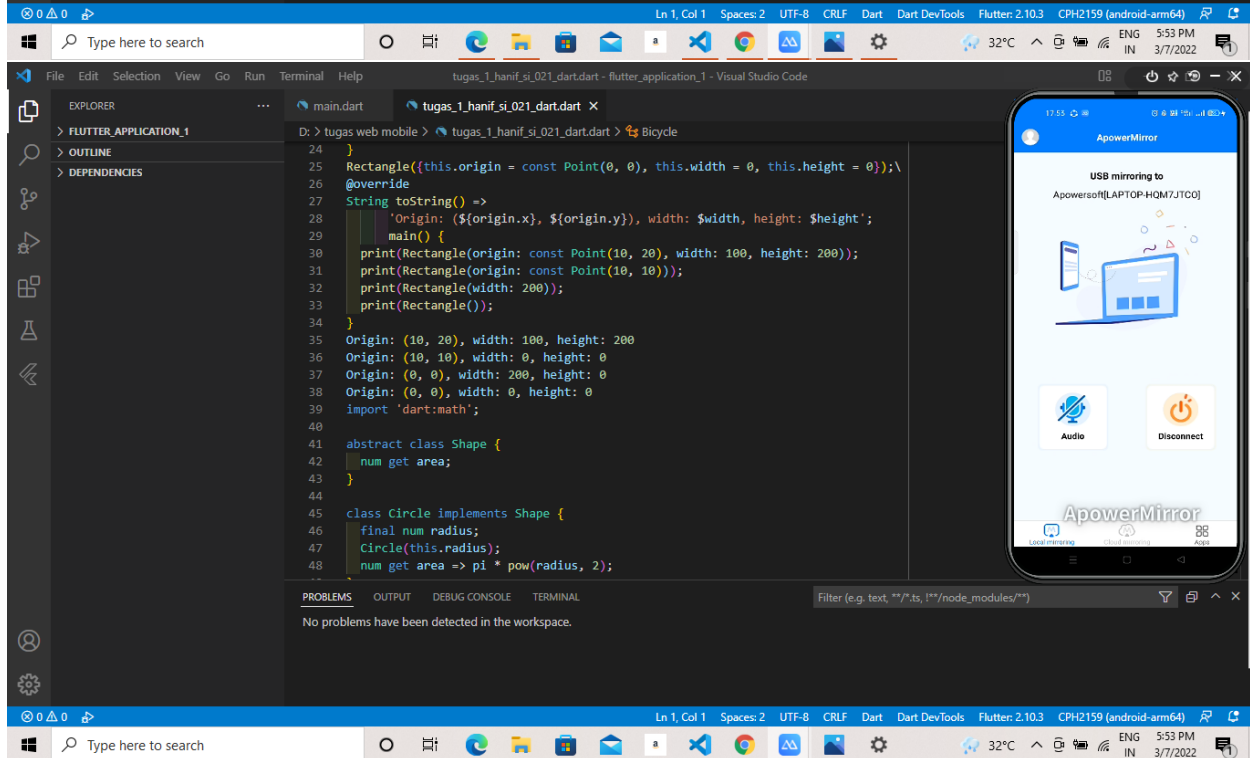 0 0 Ln 1, Col 1 Spaces: 2 UTF-8 CRLF Dart Dart DevTools Flutter: 2.10.3 CPH2159 (android-arm64)
Type here to search a 32°C ENG IN 5:53 PM 3/7/2022 1
File Edit Selection View Go Run Terminal Help tugas_1_hanif_si_021_dart.dart - flutter_application_1 - Visual Studio Code
EXPLORER ... main.dart tugas_1_hanif_si_021_dart.dart
> FLUTTER_APPLICATION_1
> OUTLINE
> DEPENDENCIES
D: > tugas web mobile > tugas_1_hanif_si_021_dart.dart > Bicycle
24 }
25 Rectangle({this.origin = const Point(0, 0), this.width = 0, this.height = 0});\
26 @override
27 String toString() =>
28 'Origin: (${origin.x}, ${origin.y}), width: $width, height: $height';
29 main() {
30 print(Rectangle(origin: const Point(10, 20), width: 100, height: 200));
31 print(Rectangle(origin: const Point(10, 10)));
32 print(Rectangle(width: 200));
33 print(Rectangle());
34 }
35 Origin: (10, 20), width: 100, height: 200
36 Origin: (10, 10), width: 0, height: 0
37 Origin: (0, 0), width: 200, height: 0
38 Origin: (0, 0), width: 0, height: 0
39 import 'dart:math';
40
41 abstract class Shape {
42 num get area;
43 }
44
45 class Circle implements Shape {
46 final num radius;
47 Circle(this.radius);
48 num get area => pi * pow(radius, 2);
17:55
ApowerMirror
USB mirroring to
Apowersoft[LAPTOP-HQM7JTCO]
Audio Disconnect
ApowerMirror
Local mirroring Cloud mirroring Apps
PROBLEMS OUTPUT DEBUG CONSOLE TERMINAL Filter (e.g. text, **/*.ts, !**/node_modules/**)
No problems have been detected in the workspace.
0 0 Ln 1, Col 1 Spaces: 2 UTF-8 CRLF Dart Dart DevTools Flutter: 2.10.3 CPH2159 (android-arm64)
Type here to search a 32°C ENG IN 5:53 PM 3/7/2022 1